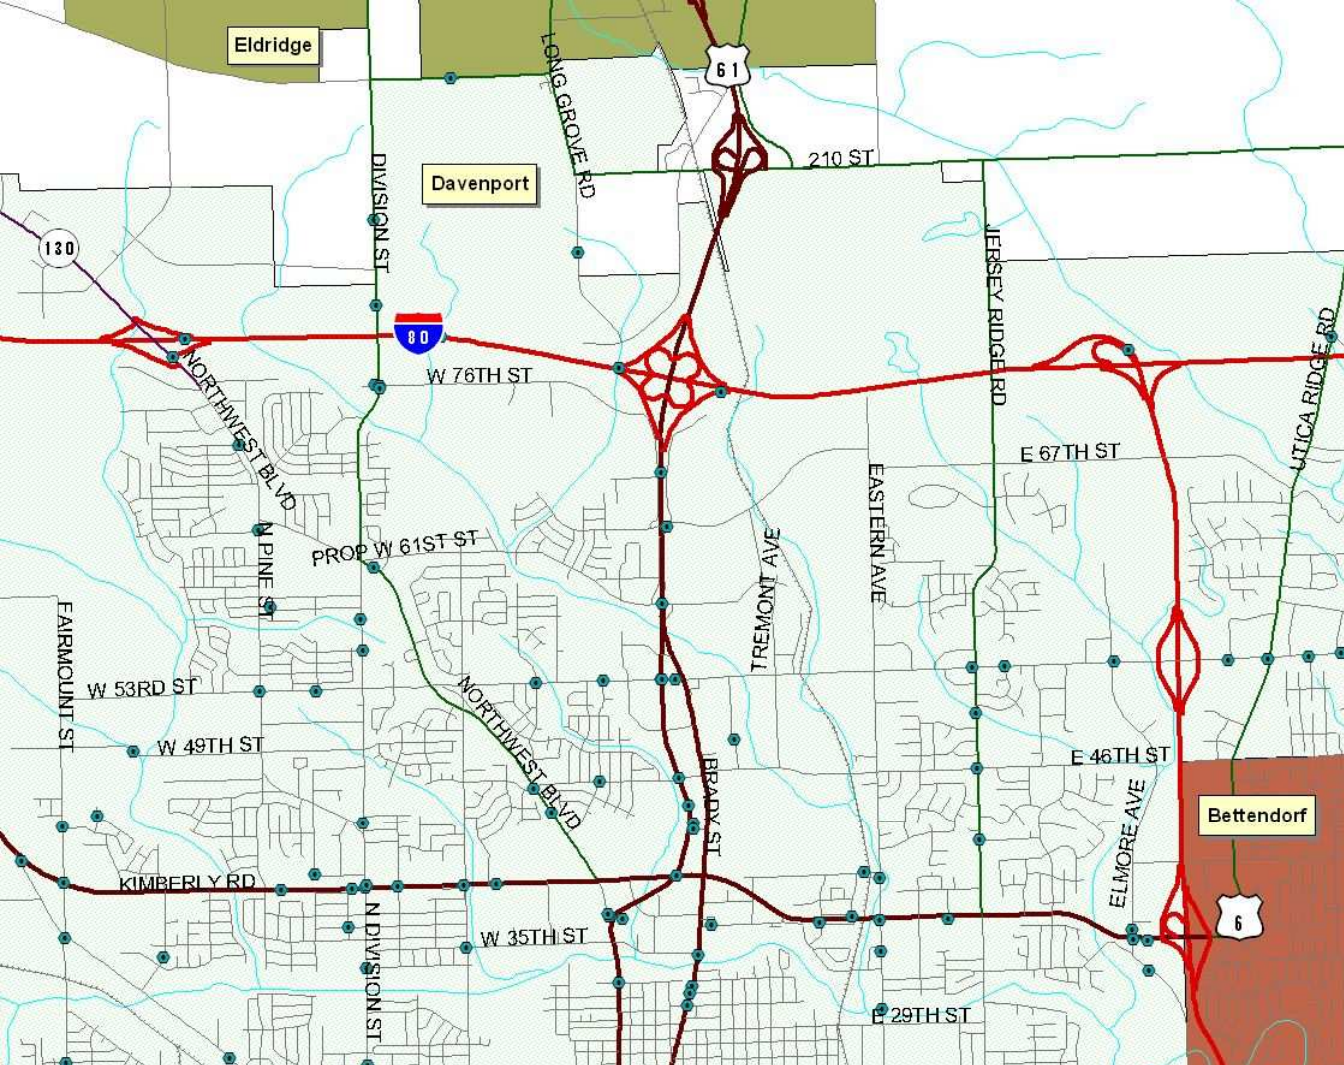 Eldridge
LONG GROVE RD
61
210 ST
DIVISION ST
Davenport
130
JERSEY RIDGE RD
80
UTICA RIDGE RD
W 76TH ST
NORTHWEST BLVD
E 67TH ST
EASTERN AVE
N PINE ST
PROP W 61ST ST
TREMONT AVE
FAIRMOUNT ST
W 53RD ST
NORTHWEST BLVD
W 49TH ST
E 46TH ST
BRADY ST
ELMORE AVE
Bettendorf
KIMBERLY RD
6
N DIVISION ST
W 35TH ST
E 29TH ST